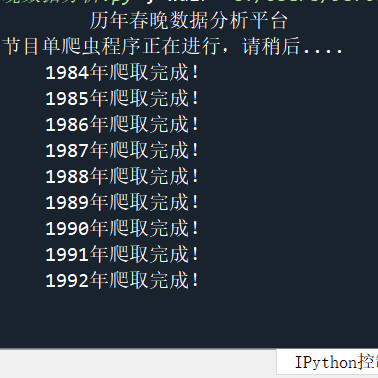 历年春晚数据分析平台
节目单爬虫程序正在进行，请稍后....
1984年爬取完成！
1985年爬取完成！
1986年爬取完成！
1987年爬取完成！
1988年爬取完成！
1989年爬取完成！
1990年爬取完成！
1991年爬取完成！
1992年爬取完成！
IPython控